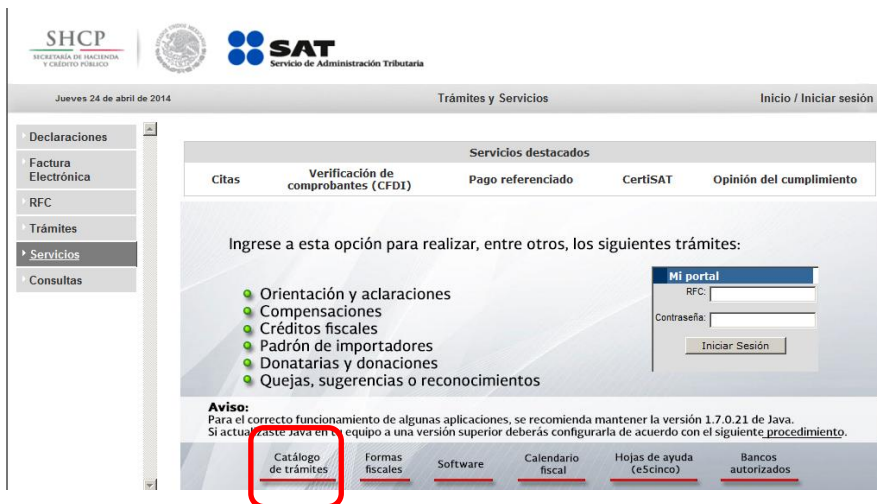 SHCP
SECRETARÍA DE HACIENDA
Y CRÉDITO PÚBLICO
SAT
Servicio de Administración Tributaria
Jueves 24 de abril de 2014
Trámites y Servicios
Inicio / Iniciar sesión
Declaraciones
Factura
Electrónica
RFC
Trámites
Servicios
Consultas
Servicios destacados
Citas
Verificación de
comprobantes (CFDI)
Pago referenciado
CertiSAT
Opinión del cumplimiento
Ingrese a esta opción para realizar, entre otros, los siguientes trámites:
Orientación y aclaraciones
Compensaciones
Créditos fiscales
Padrón de importadores
Donatarias y donaciones
Quejas, sugerencias o reconocimientos
Mi portal
RFC:
Contraseña:
Iniciar Sesión
Aviso:
Para el correcto funcionamiento de algunas aplicaciones, se recomienda mantener la versión 1.7.0.21 de Java.
Si actualizaste Java en tu equipo a una versión superior deberás configurarla de acuerdo con el siguiente procedimiento.
Catálogo
de trámites
Formas
fiscales
Software
Calendario
fiscal
Hojas de ayuda
(e5cinco)
Bancos
autorizados